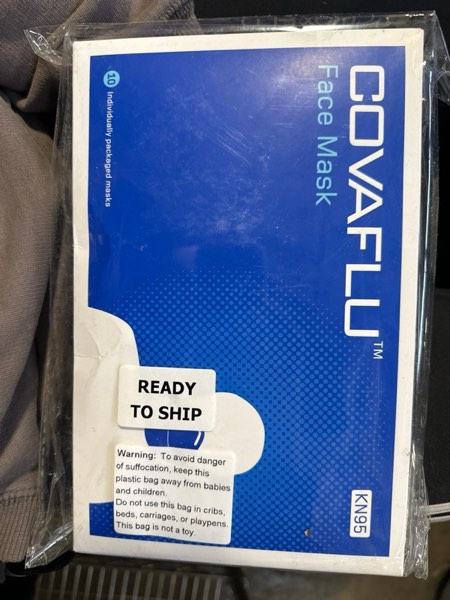 COVAFLU™
Face Mask
10 Individually packaged masks
KN95
READY
TO SHIP
Warning: To avoid danger
of suffocation, keep this
plastic bag away from babies
and children.
Do not use this bag in cribs,
beds, carriages, or playpens.
This bag is not a toy